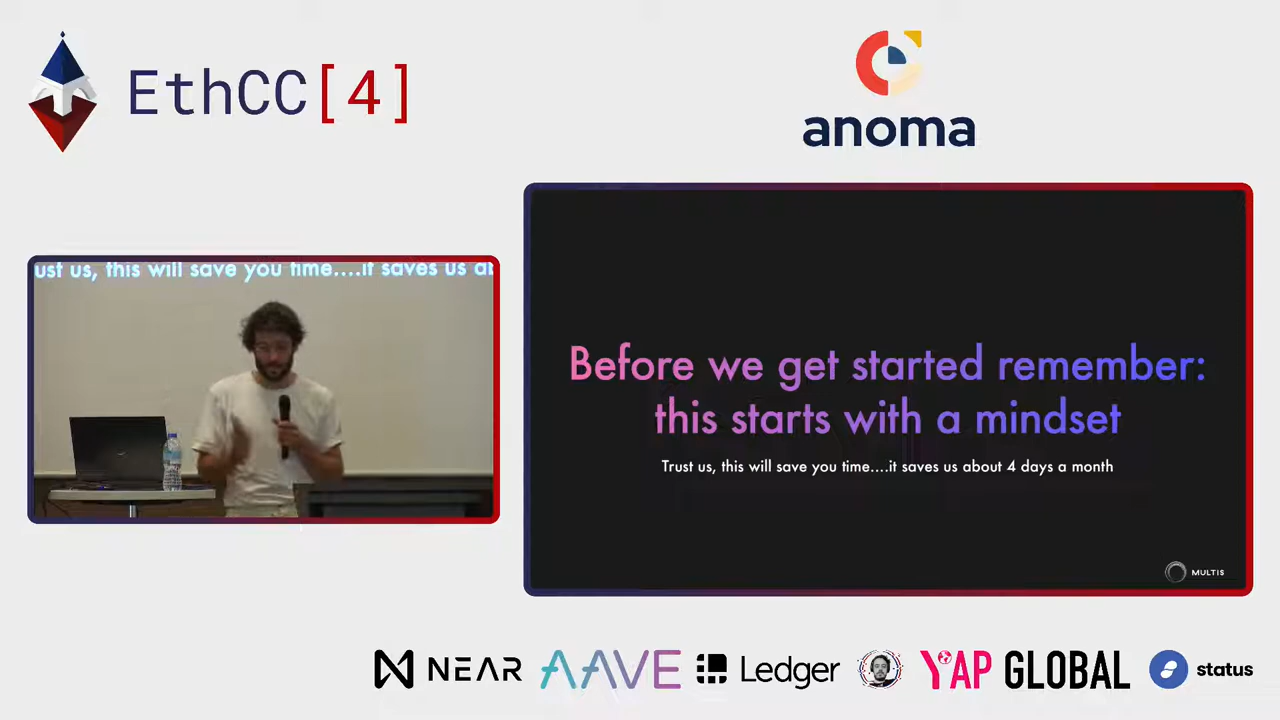 EthCC[4]
anoma
ust us, this will save you time....it saves us ab
Before we get started remember:
this starts with a mindset
Trust us, this will save you time....it saves us about 4 days a month
MULTIS
NEAR
AAVE
Ledger
YAP GLOBAL
status